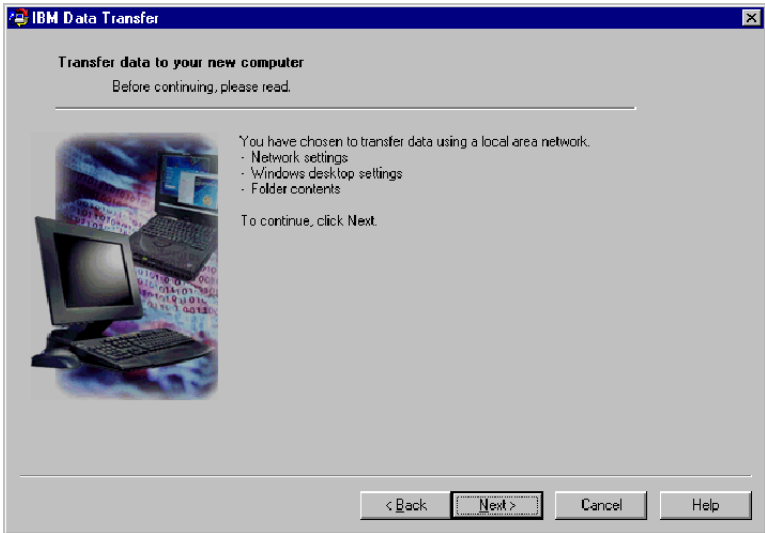 IBM Data Transfer
Transfer data to your new computer
Before continuing, please read.
You have chosen to transfer data using a local area network.
- Network settings
- Windows desktop settings
- Folder contents
To continue, click Next.
< Back
Next >
Cancel
Help